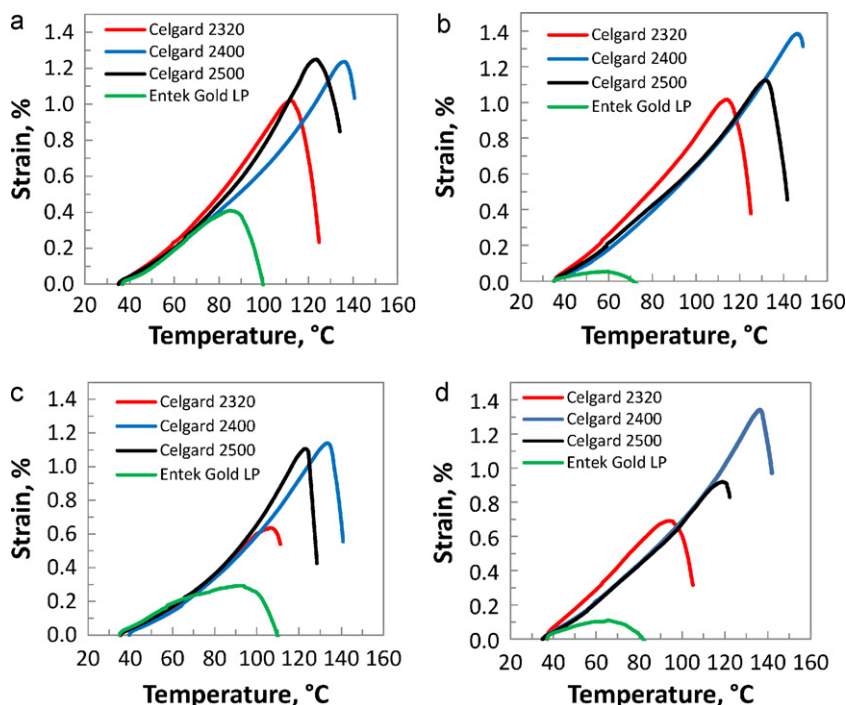 a
Strain, %
1.4
1.2
1.0
0.8
0.6
0.4
0.2
0.0
Celgard 2320
Celgard 2400
Celgard 2500
Entek Gold LP
20 40 60 80 100 120 140 160
Temperature, °C
b
Strain, %
1.4
1.2
1.0
0.8
0.6
0.4
0.2
0.0
Celgard 2320
Celgard 2400
Celgard 2500
Entek Gold LP
20 40 60 80 100 120 140 160
Temperature, °C
c
Strain, %
1.4
1.2
1.0
0.8
0.6
0.4
0.2
0.0
Celgard 2320
Celgard 2400
Celgard 2500
Entek Gold LP
20 40 60 80 100 120 140 160
Temperature, °C
d
Strain, %
1.4
1.2
1.0
0.8
0.6
0.4
0.2
0.0
Celgard 2320
Celgard 2400
Celgard 2500
Entek Gold LP
20 40 60 80 100 120 140 160
Temperature, °C